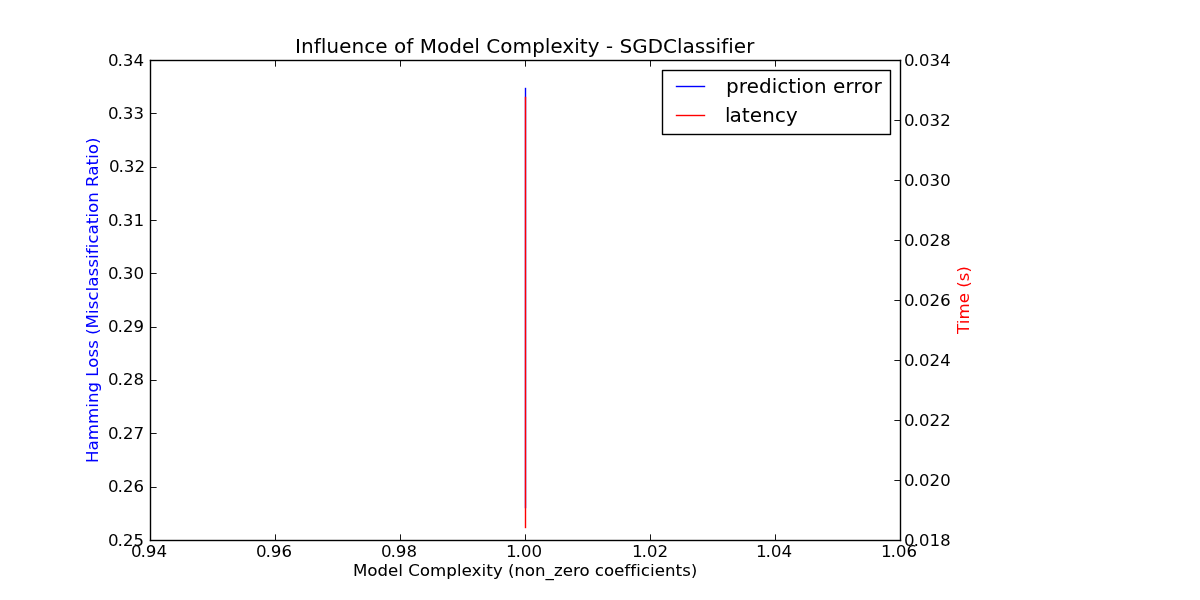 Influence of Model Complexity - SGDClassifier
prediction error
latency
0.34
0.33
0.32
0.31
0.30
0.29
0.28
0.27
0.26
0.25
Hamming Loss (Misclassification Ratio)
0.034
0.032
0.030
0.028
0.026
0.024
0.022
0.020
0.018
Time (s)
0.94 0.96 0.98 1.00 1.02 1.04 1.06
Model Complexity (non_zero coefficients)